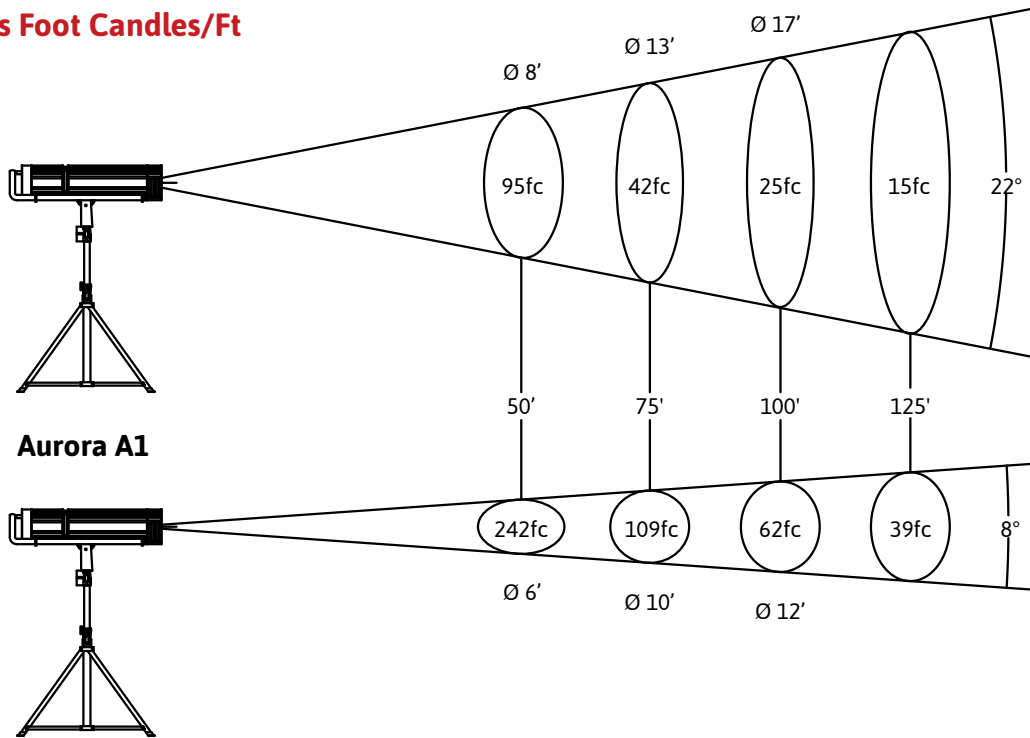 s Foot Candles/Ft
Ø 8’
Ø 13’
Ø 17’
95fc
42fc
25fc
15fc
22°
50’
75'
100'
125'
Aurora A1
242fc
109fc
62fc
39fc
8°
Ø 6’
Ø 10’
Ø 12’